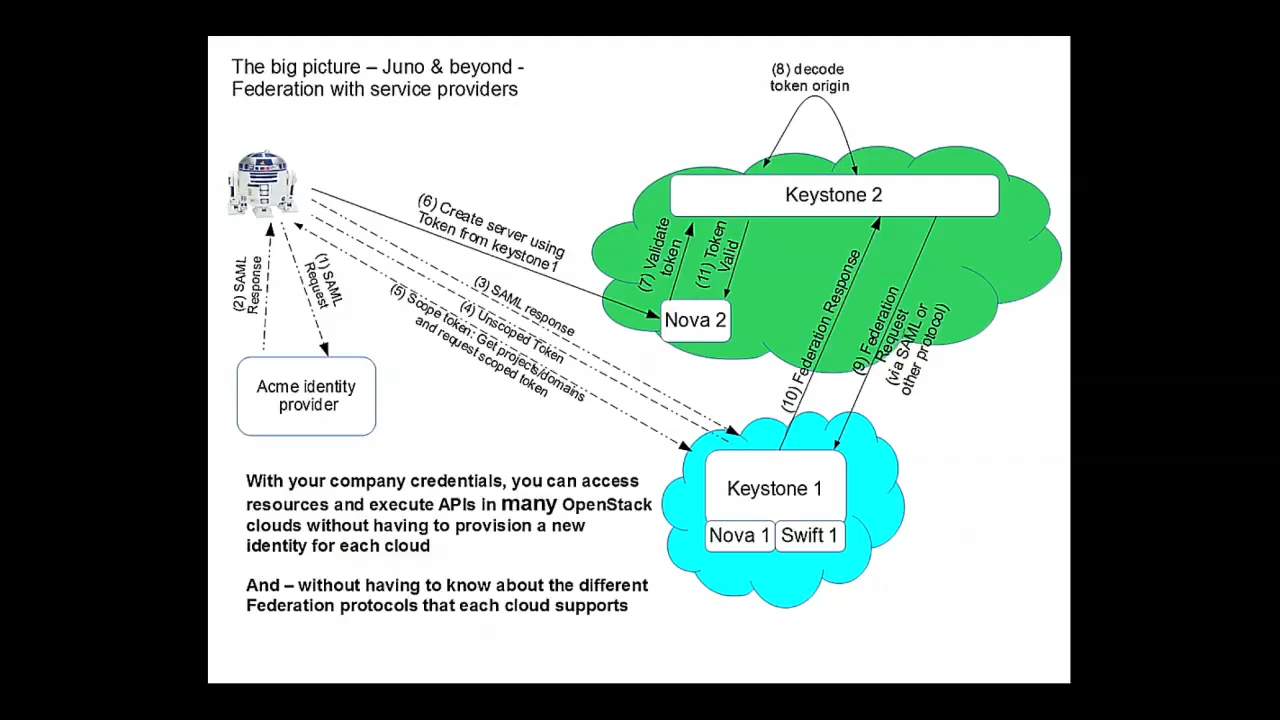 The big picture – Juno & beyond -
Federation with service providers
(8) decode
token origin
Keystone 2
(6) Create server using
Token from keystone1
(7) Validate
token
(11) Token
Valid
(2) SAML
Response
(1) SAML
Request
(3) SAML response
(4) Unscoped Token
(5) Scope token: Get projects/domains
and request scoped token
Nova 2
(10) Federation Response
(9) Federation
Request
(via SAML or
other protocol)
Acme identity
provider
Keystone 1
Nova 1
Swift 1
With your company credentials, you can access
resources and execute APIs in many OpenStack
clouds without having to provision a new
identity for each cloud
And – without having to know about the different
Federation protocols that each cloud supports